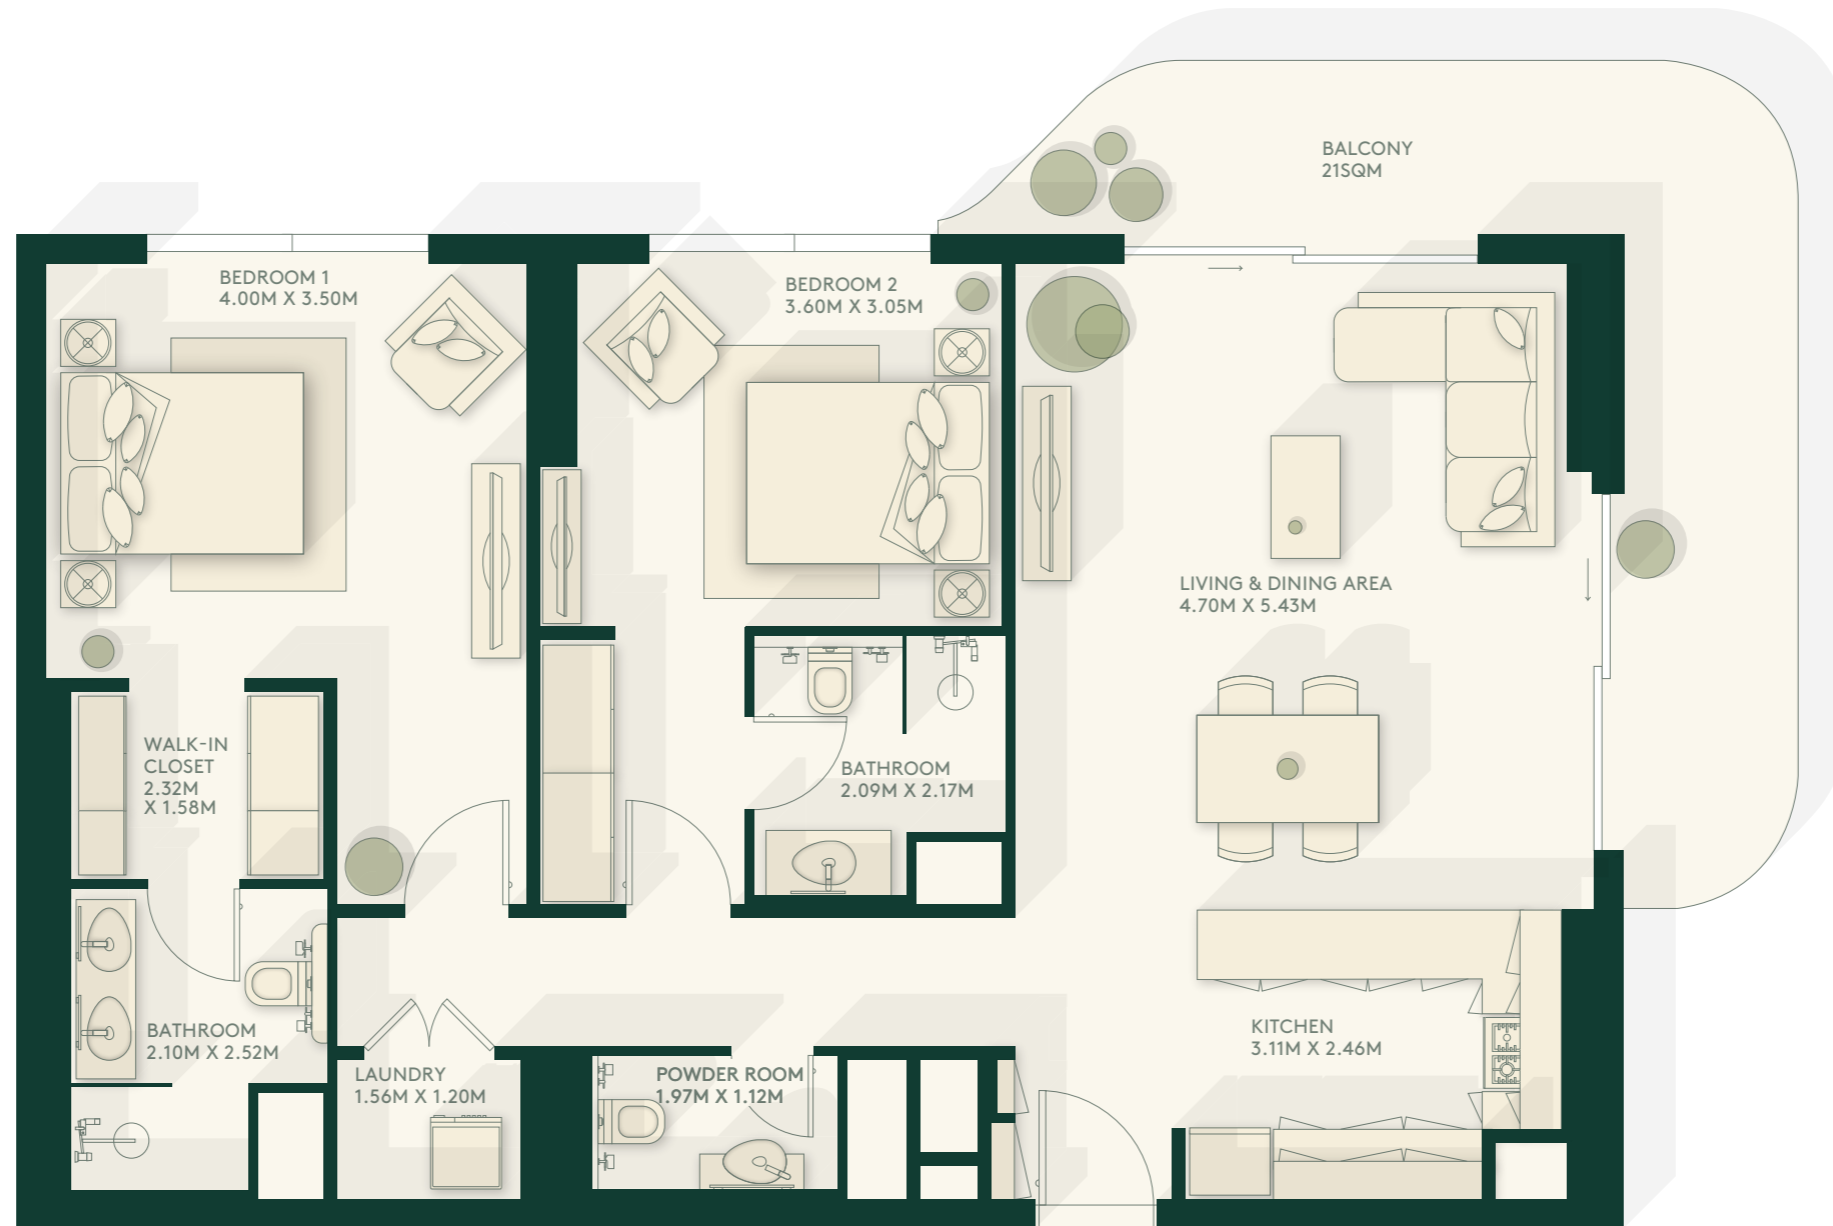 BALCONY
21SQM
BEDROOM 1
4.00M X 3.50M
BEDROOM 2
3.60M X 3.05M
LIVING & DINING AREA
4.70M X 5.43M
WALK-IN
CLOSET
2.32M
X 1.58M
BATHROOM
2.09M X 2.17M
BATHROOM
2.10M X 2.52M
LAUNDRY
1.56M X 1.20M
POWDER ROOM
1.97M X 1.12M
KITCHEN
3.11M X 2.46M